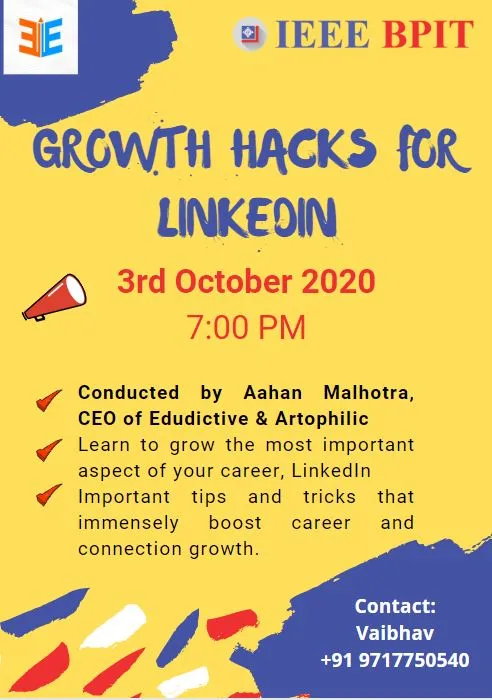 IEEE BPIT
GROWTH HACKS FOR
LINKEDIN
3rd October 2020
7:00 PM
Conducted by Aahan Malhotra,
CEO of Edudictive & Artophilic
Learn to grow the most important
aspect of your career, LinkedIn
Important tips and tricks that
immensely boost career and
connection growth.
Contact:
Vaibhav
+91 9717750540